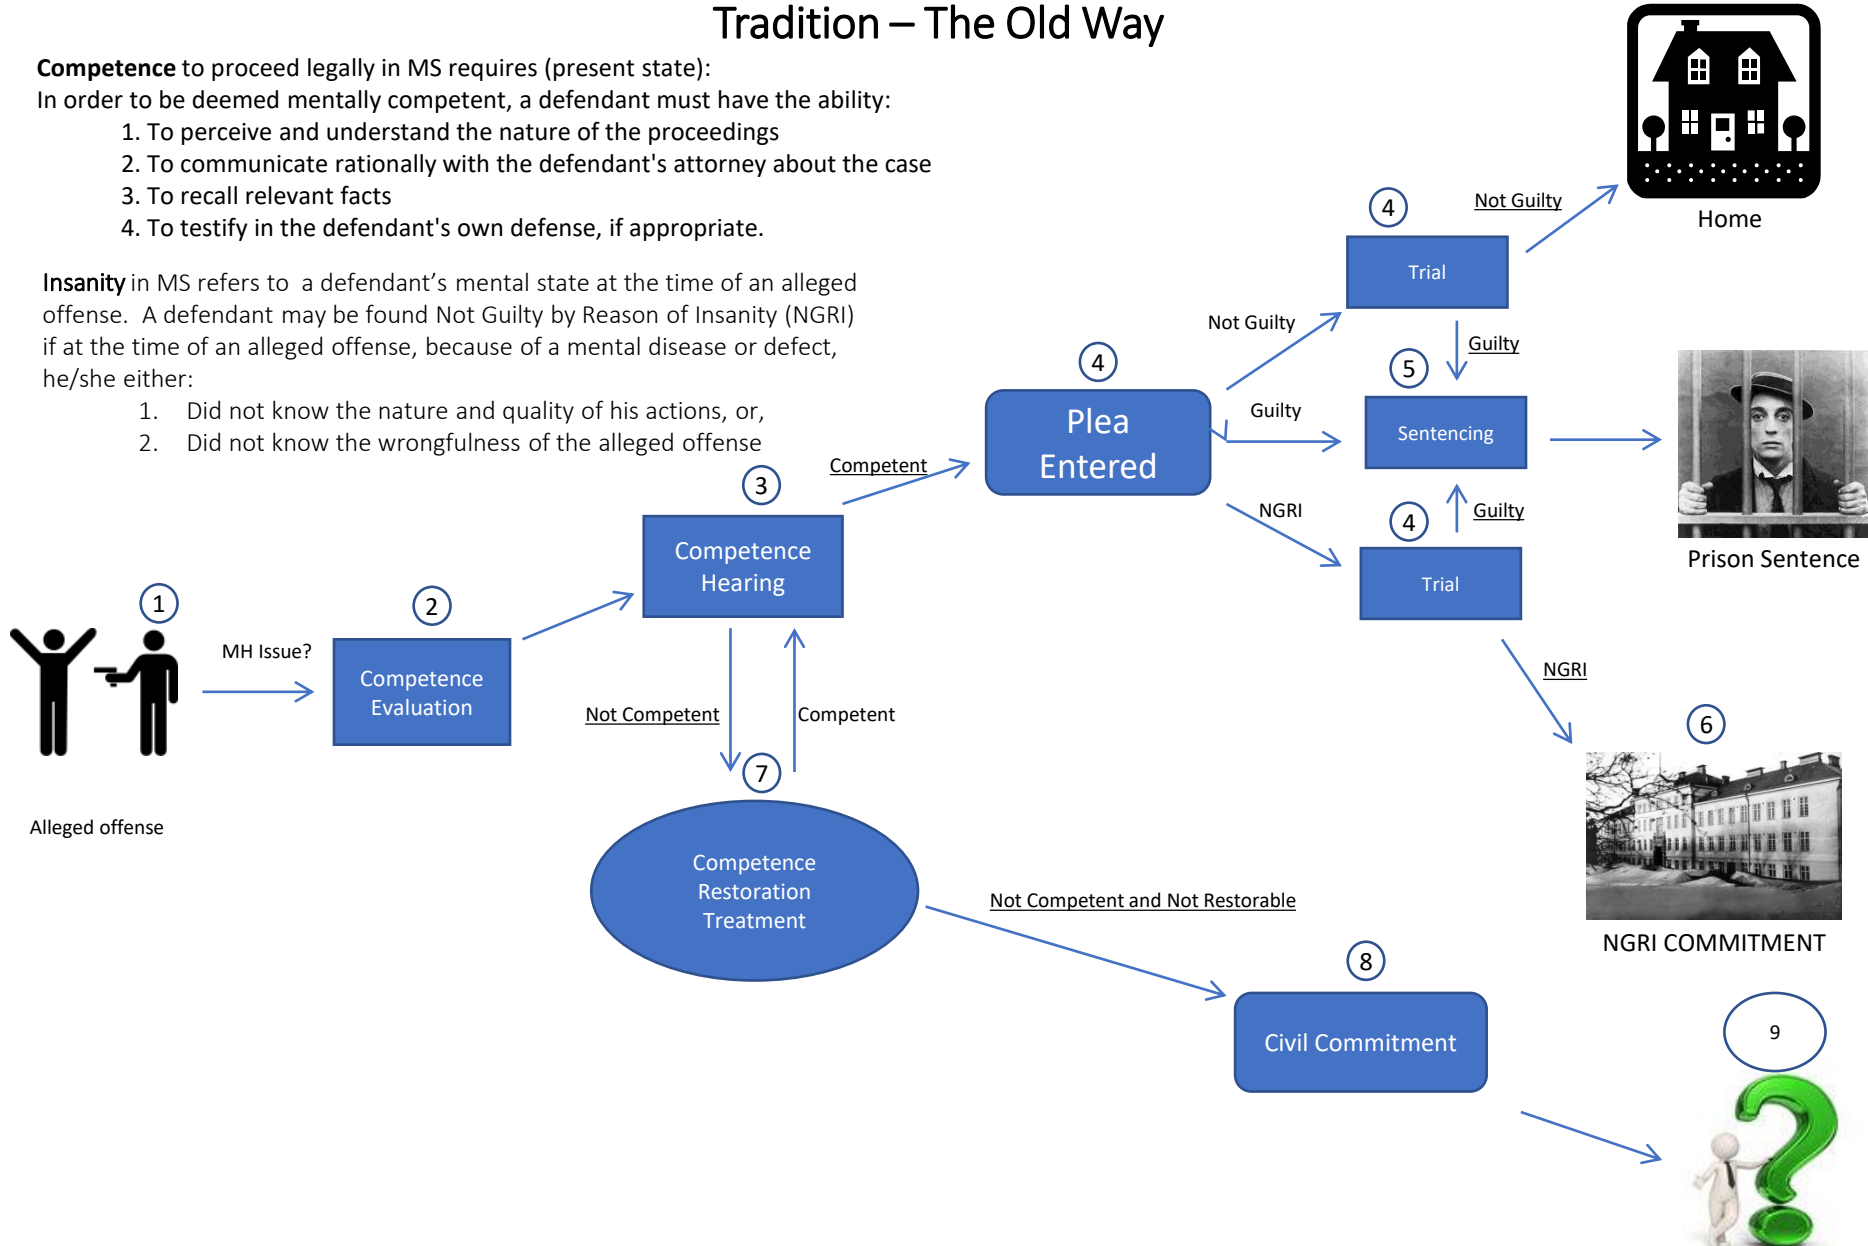 Tradition – The Old Way
Competence to proceed legally in MS requires (present state):
In order to be deemed mentally competent, a defendant must have the ability:
1. To perceive and understand the nature of the proceedings
2. To communicate rationally with the defendant's attorney about the case
3. To recall relevant facts
4. To testify in the defendant's own defense, if appropriate.
Insanity in MS refers to a defendant’s mental state at the time of an alleged
offense. A defendant may be found Not Guilty by Reason of Insanity (NGRI)
if at the time of an alleged offense, because of a mental disease or defect,
he/she either:
1. Did not know the nature and quality of his actions, or,
2. Did not know the wrongfulness of the alleged offense
1
Alleged offense
MH Issue?
2
Competence
Evaluation
3
Competence
Hearing
Competent
Not Competent
Competent
7
Competence
Restoration
Treatment
Not Competent and Not Restorable
8
Civil Commitment
9
4
Plea
Entered
Not Guilty
Guilty
NGRI
4
Trial
Not Guilty
Home
Guilty
5
Sentencing
Prison Sentence
Guilty
4
Trial
NGRI
6
NGRI COMMITMENT